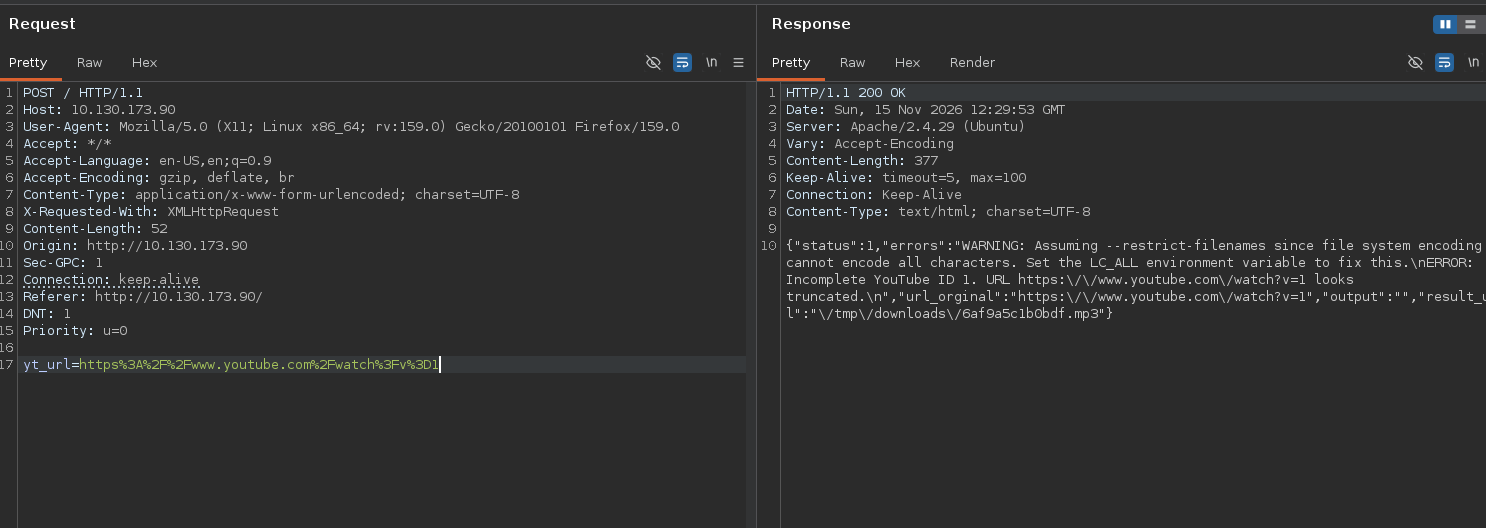 Request
Pretty Raw Hex \n
1 POST / HTTP/1.1
2 Host: 10.130.173.90
3 User-Agent: Mozilla/5.0 (X11; Linux x86_64; rv:159.0) Gecko/20100101 Firefox/159.0
4 Accept: */*
5 Accept-Language: en-US,en;q=0.9
6 Accept-Encoding: gzip, deflate, br
7 Content-Type: application/x-www-form-urlencoded; charset=UTF-8
8 X-Requested-With: XMLHttpRequest
9 Content-Length: 52
10 Origin: http://10.130.173.90
11 Sec-GPC: 1
12 Connection: keep-alive
13 Referer: http://10.130.173.90/
14 DNT: 1
15 Priority: u=0
16
17 yt_url=https%3A%2F%2Fwww.youtube.com%2Fwatch%3Fv%3D1
Response
Pretty Raw Hex Render \n
1 HTTP/1.1 200 OK
2 Date: Sun, 15 Nov 2026 12:29:53 GMT
3 Server: Apache/2.4.29 (Ubuntu)
4 Vary: Accept-Encoding
5 Content-Length: 377
6 Keep-Alive: timeout=5, max=100
7 Connection: Keep-Alive
8 Content-Type: text/html; charset=UTF-8
9
10 {"status":1,"errors":"WARNING: Assuming --restrict-filenames since file system encoding
cannot encode all characters. Set the LC_ALL environment variable to fix this.\nERROR:
Incomplete YouTube ID 1. URL https:\/\/www.youtube.com\/watch?v=1 looks
truncated.\n","url_orginal":"https:\/\/www.youtube.com\/watch?v=1","output":"","result_u
l":"\/tmp\/downloads\/6af9a5c1b0bdf.mp3"}